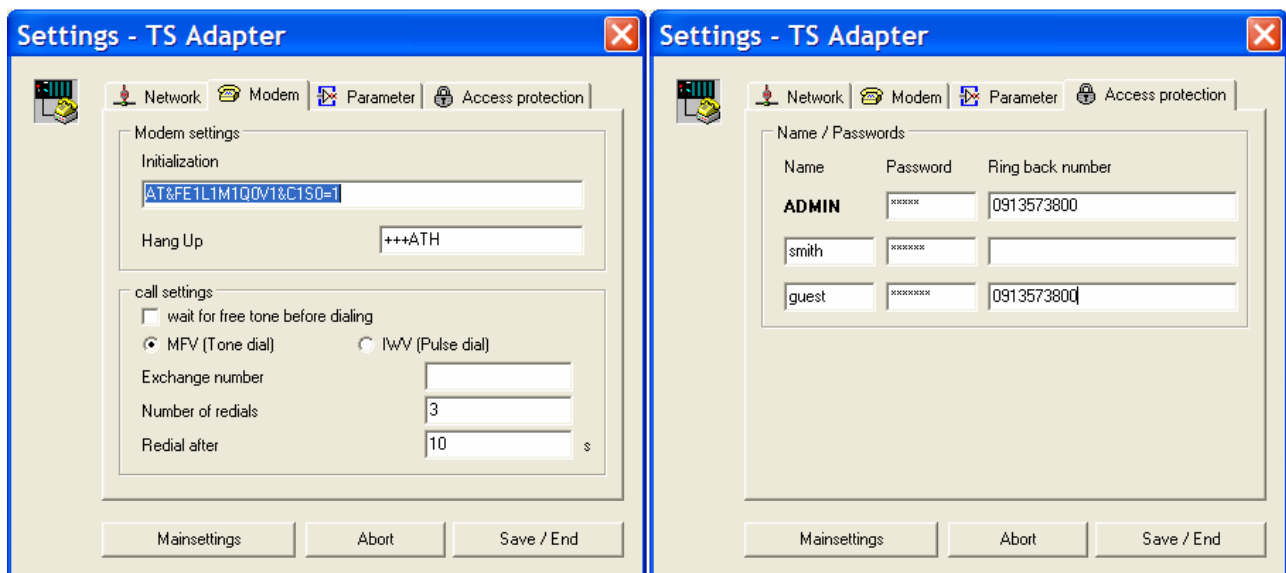 Settings - TS Adapter
Network Modem Parameter Access protection
Modem settings
Initialization
AT&FE1L1M1Q0V1&C1S0=1
Hang Up +++ATH
call settings
wait for free tone before dialing
MFV (Tone dial) IWV (Pulse dial)
Exchange number
Number of redials 3
Redial after 10 s
Mainsettings Abort Save / End
Settings - TS Adapter
Network Modem Parameter Access protection
Name / Passwords
Name Password Ring back number
ADMIN ***** 0913573800
smith ******
guest ******* 0913573800
Mainsettings Abort Save / End